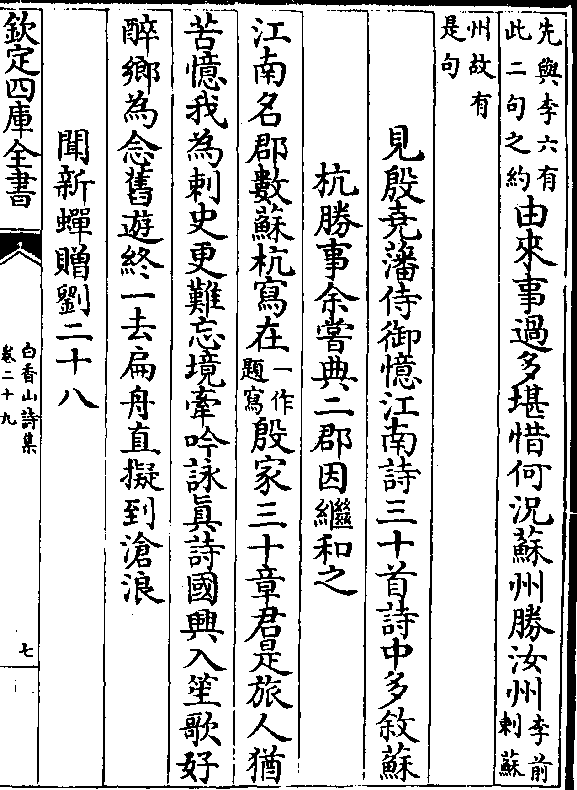 先與李六有此二句之約由來事過多堪惜何況蘇州勝汝州李前刺蘇
州故有是句
見殷堯藩侍御憶江南詩三十首詩中多敘蘇
杭勝事余嘗典二郡因繼和之
江南名郡數蘇杭寫在一作題寫殷家三十章君是旅人猶
苦憶我為刺史更難忘境牽吟詠眞詩國興入笙歌好
醉鄉為念舊遊終一去扁舟直擬到滄浪
聞新蟬贈劉二十八
欽定四庫全書
白香山詩集
卷二十九
七